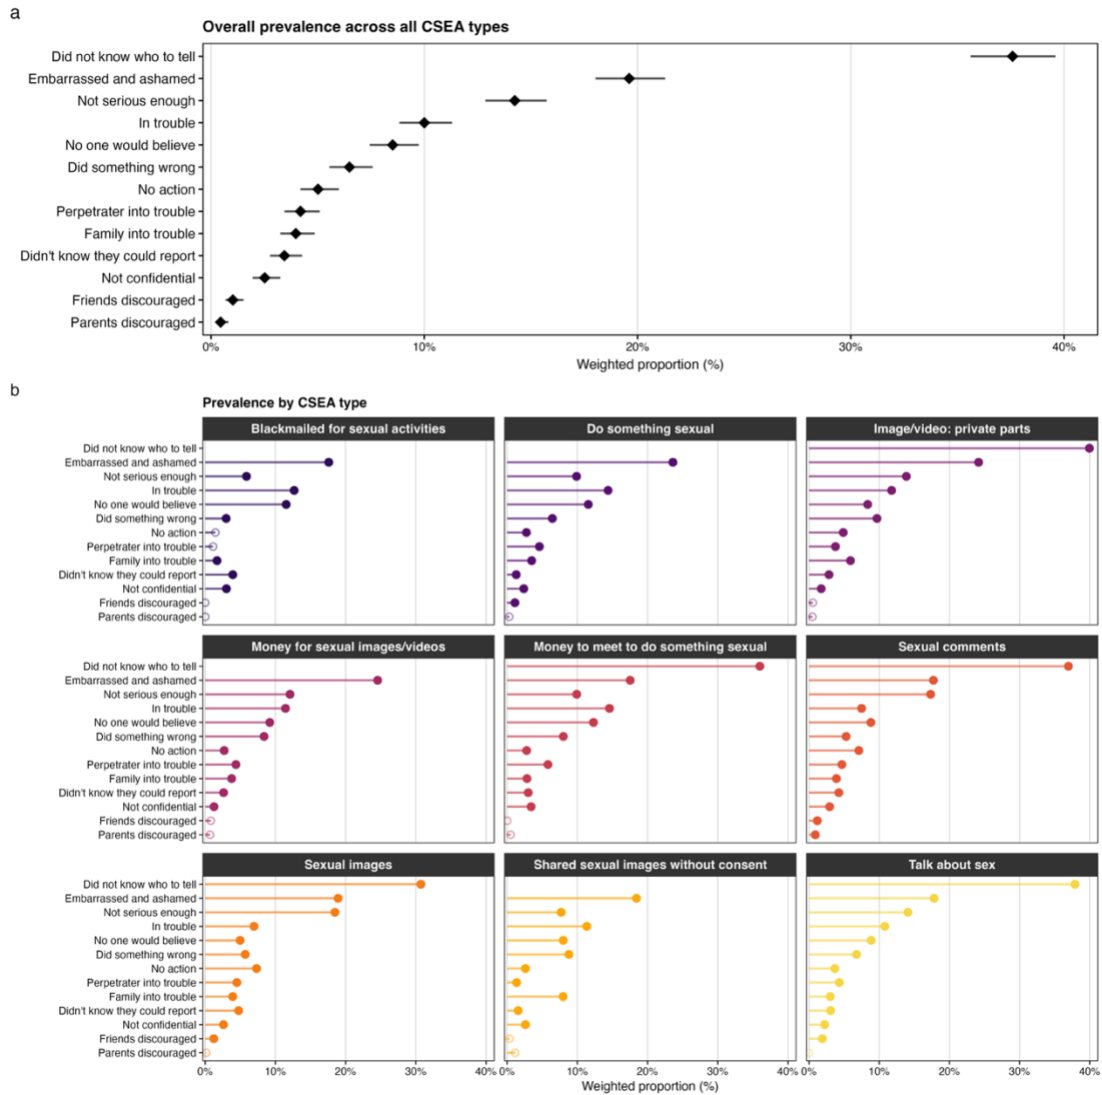 a
Overall prevalence across all CSEA types
Did not know who to tell
Embarrassed and ashamed
Not serious enough
In trouble
No one would believe
Did something wrong
No action
Perpetrater into trouble
Family into trouble
Didn't know they could report
Not confidential
Friends discouraged
Parents discouraged
0% 10% 20% 30% 40%
Weighted proportion (%)
b
Prevalence by CSEA type
Blackmailed for sexual activities Do something sexual Image/video: private parts
Did not know who to tell
Embarrassed and ashamed
Not serious enough
In trouble
No one would believe
Did something wrong
No action
Perpetrater into trouble
Family into trouble
Didn't know they could report
Not confidential
Friends discouraged
Parents discouraged
Money for sexual images/videos Money to meet to do something sexual Sexual comments
Did not know who to tell
Embarrassed and ashamed
Not serious enough
In trouble
No one would believe
Did something wrong
No action
Perpetrater into trouble
Family into trouble
Didn't know they could report
Not confidential
Friends discouraged
Parents discouraged
Sexual images Shared sexual images without consent Talk about sex
Did not know who to tell
Embarrassed and ashamed
Not serious enough
In trouble
No one would believe
Did something wrong
No action
Perpetrater into trouble
Family into trouble
Didn't know they could report
Not confidential
Friends discouraged
Parents discouraged
0% 10% 20% 30% 40% 0% 10% 20% 30% 40% 0% 10% 20% 30% 40%
Weighted proportion (%)